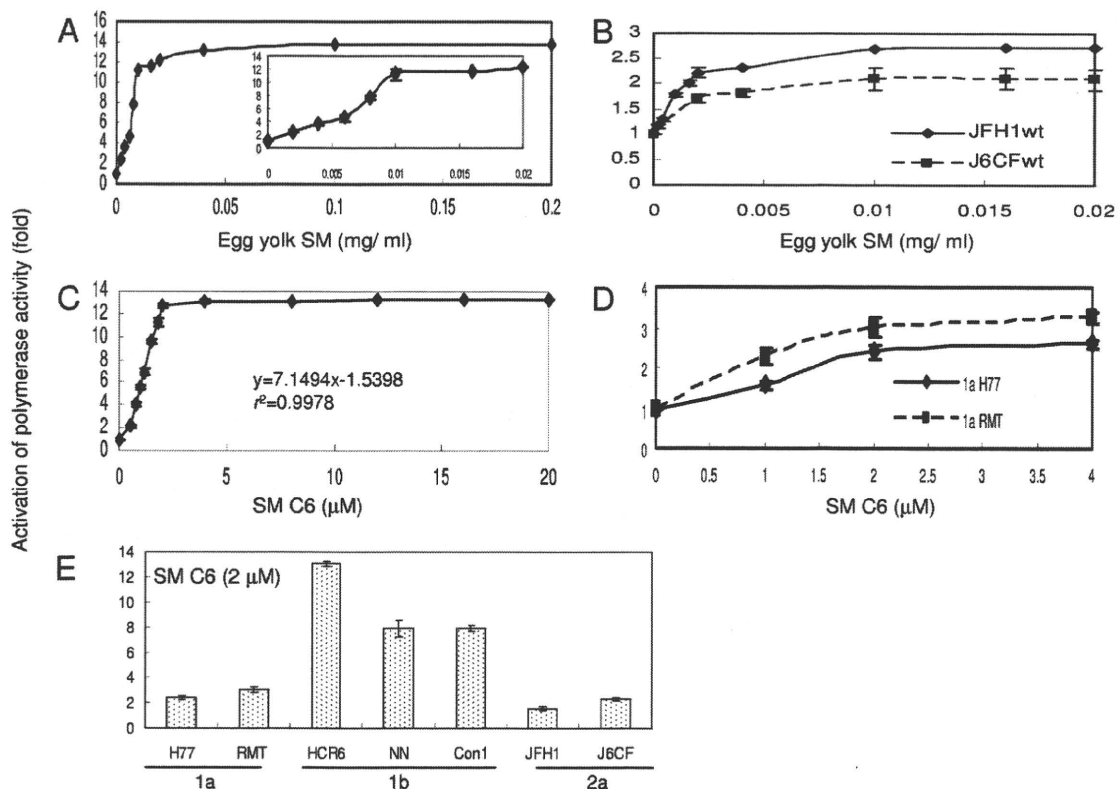 Activation of polymerase activity (fold)
A
16
14
12
10
8
6
4
2
0
0 0.05 0.1 0.15 0.2
Egg yolk SM (mg/ ml)
14
12
10
8
6
4
2
0
0 0.005 0.01 0.015 0.02
B
3
2.5
2
1.5
1
0.5
0
0 0.005 0.01 0.015 0.02
Egg yolk SM (mg/ ml)
JFH1wt
J6CFwt
C
14
12
10
8
6
4
2
0
0 5 10 15 20
SM C6 (μM)
y=7.1494x-1.5398
r²=0.9978
D
4
3
2
1
0
0 0.5 1 1.5 2 2.5 3 3.5 4
SM C6 (μM)
1a H77
1a RMT
E
SM C6 (2 μM)
14
12
10
8
6
4
2
0
H77 RMT HCR6 NN Con1 JFH1 J6CF
1a 1b 2a